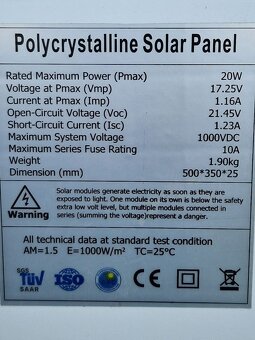 Polycrystalline Solar Panel
Rated Maximum Power (Pmax) 20W
Voltage at Pmax (Vmp) 17.25V
Current at Pmax (Imp) 1.16A
Open-Circuit Voltage (Voc) 21.45V
Short-Circuit Current (Isc) 1.23A
Maximum System Voltage 1000VDC
Maximum Series Fuse Rating 10A
Weight 1.90kg
Dimension (mm) 500*350*25
Warning
Solar modules generate electricity as soon as they are
exposed to light. One module on its own is below the safety
extra low volt level, but multiple modules connected in
series (summing the voltage)represent a danger.
All technical data at standard test condition
AM=1.5 E=1000W/m² TC=25°C
SGS
TÜV
SAAR
ISO
CE